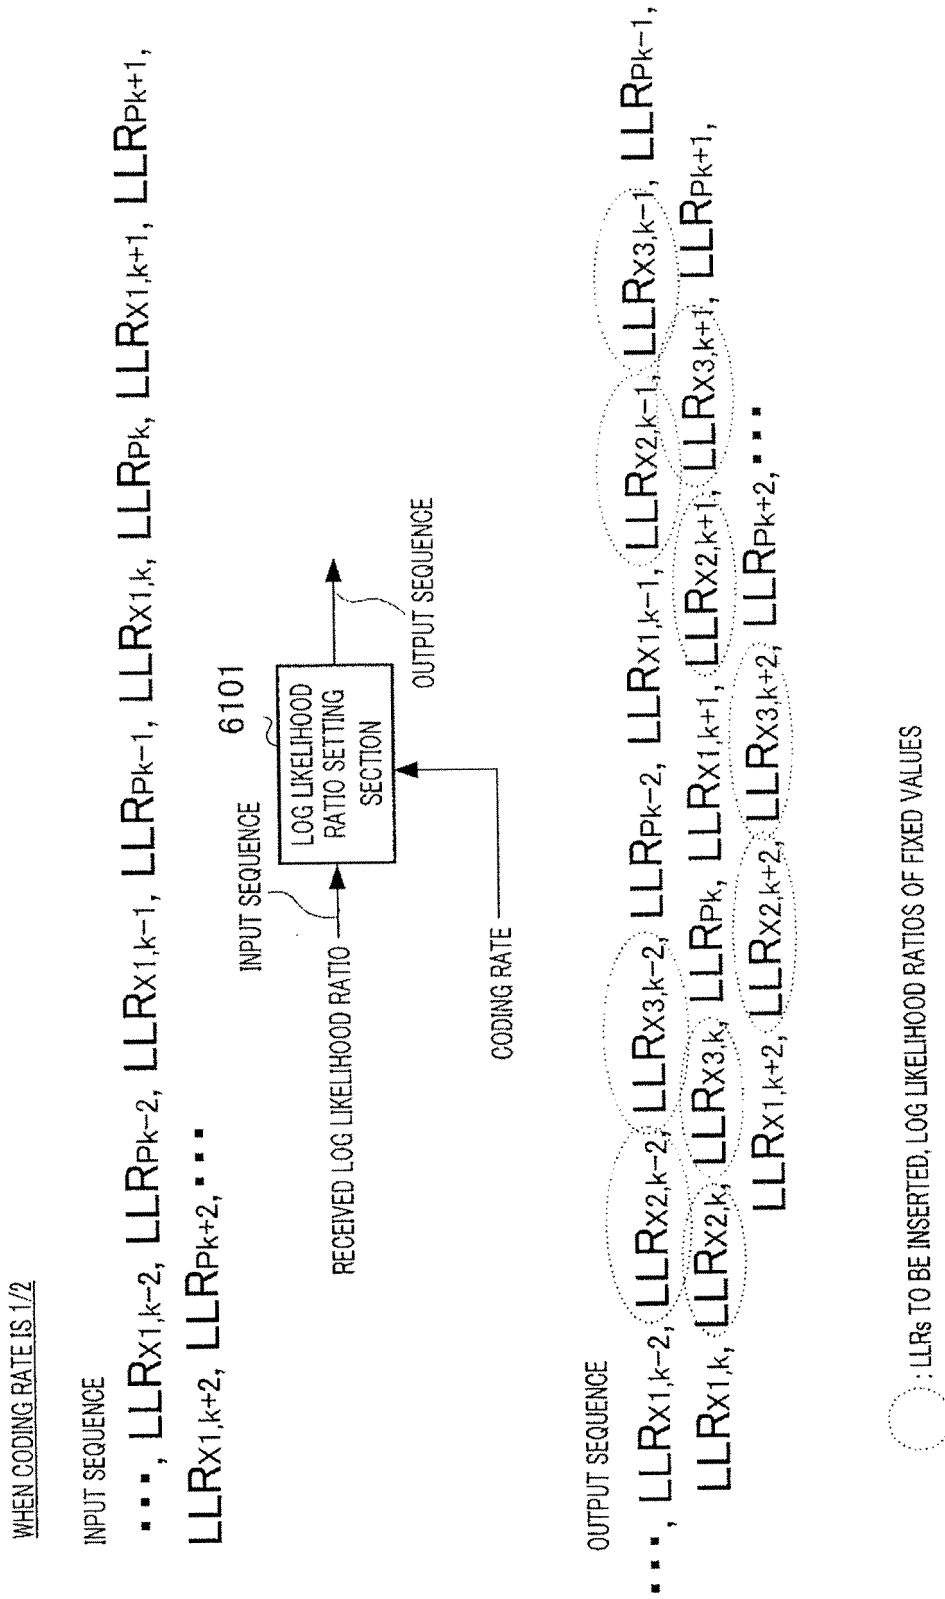 WHEN CODING RATE IS 1/2
INPUT SEQUENCE
···, LLRX1,k−2, LLRPk−2, LLRX1,k−1, LLRPk−1, LLRX1,k, LLRPk, LLRX1,k+1, LLRPk+1,
LLRX1,k+2, LLRPk+2,···
INPUT SEQUENCE
6101
RECEIVED LOG LIKELIHOOD RATIO
LOG LIKELIHOOD
RATIO SETTING
SECTION
OUTPUT SEQUENCE
CODING RATE
OUTPUT SEQUENCE
···, LLRX1,k−2, LLRX2,k−2, LLRX3,k−2, LLRPk−2, LLRX1,k−1, LLRX2,k−1, LLRX3,k−1, LLRPk−1,
LLRX1,k, LLRX2,k, LLRX3,k, LLRPk, LLRX1,k+1, LLRX2,k+1, LLRX3,k+1, LLRPk+1,
LLRX1,k+2, LLRX2,k+2, LLRX3,k+2, LLRPk+2,···
: LLRs TO BE INSERTED, LOG LIKELIHOOD RATIOS OF FIXED VALUES